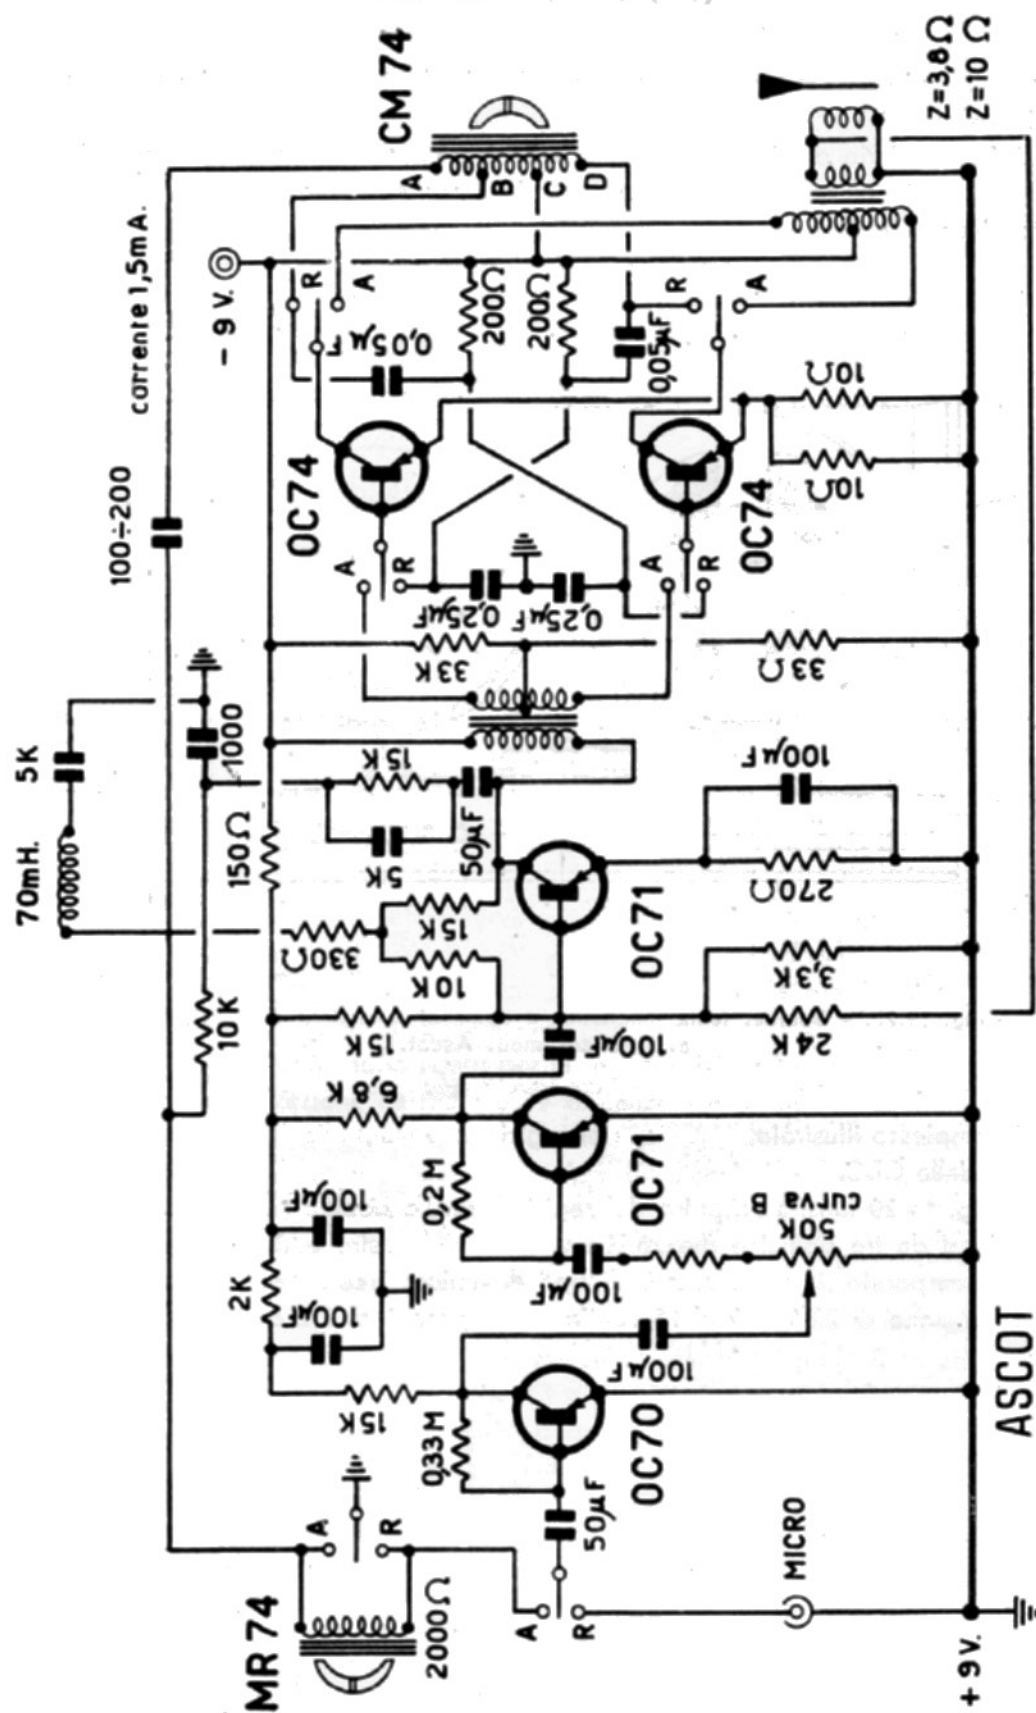 CM 74
Z=3,8Ω
Z=10 Ω
A
B
C
D
corrente 1,5mA.
- 9 V.
R
A
R
A
200Ω
200Ω
0,05µF
0,05µF
10Ω
10Ω
100÷200
OC74
OC74
A
R
A
R
0,25µF
0,25µF
33K
33Ω
5K
70mH.
1000
15K
5K
50µF
100µF
150Ω
330Ω
15K
10K
OC71
270Ω
3,3K
10K
15K
100µF
24K
6,8K
0,2M
OC71
100µF
100µF
50K
curva B
2K
100µF
100µF
15K
0,33M
OC70
100µF
50µF
ASCOT
MR 74
2000Ω
A
R
A
R
MICRO
+ 9V.